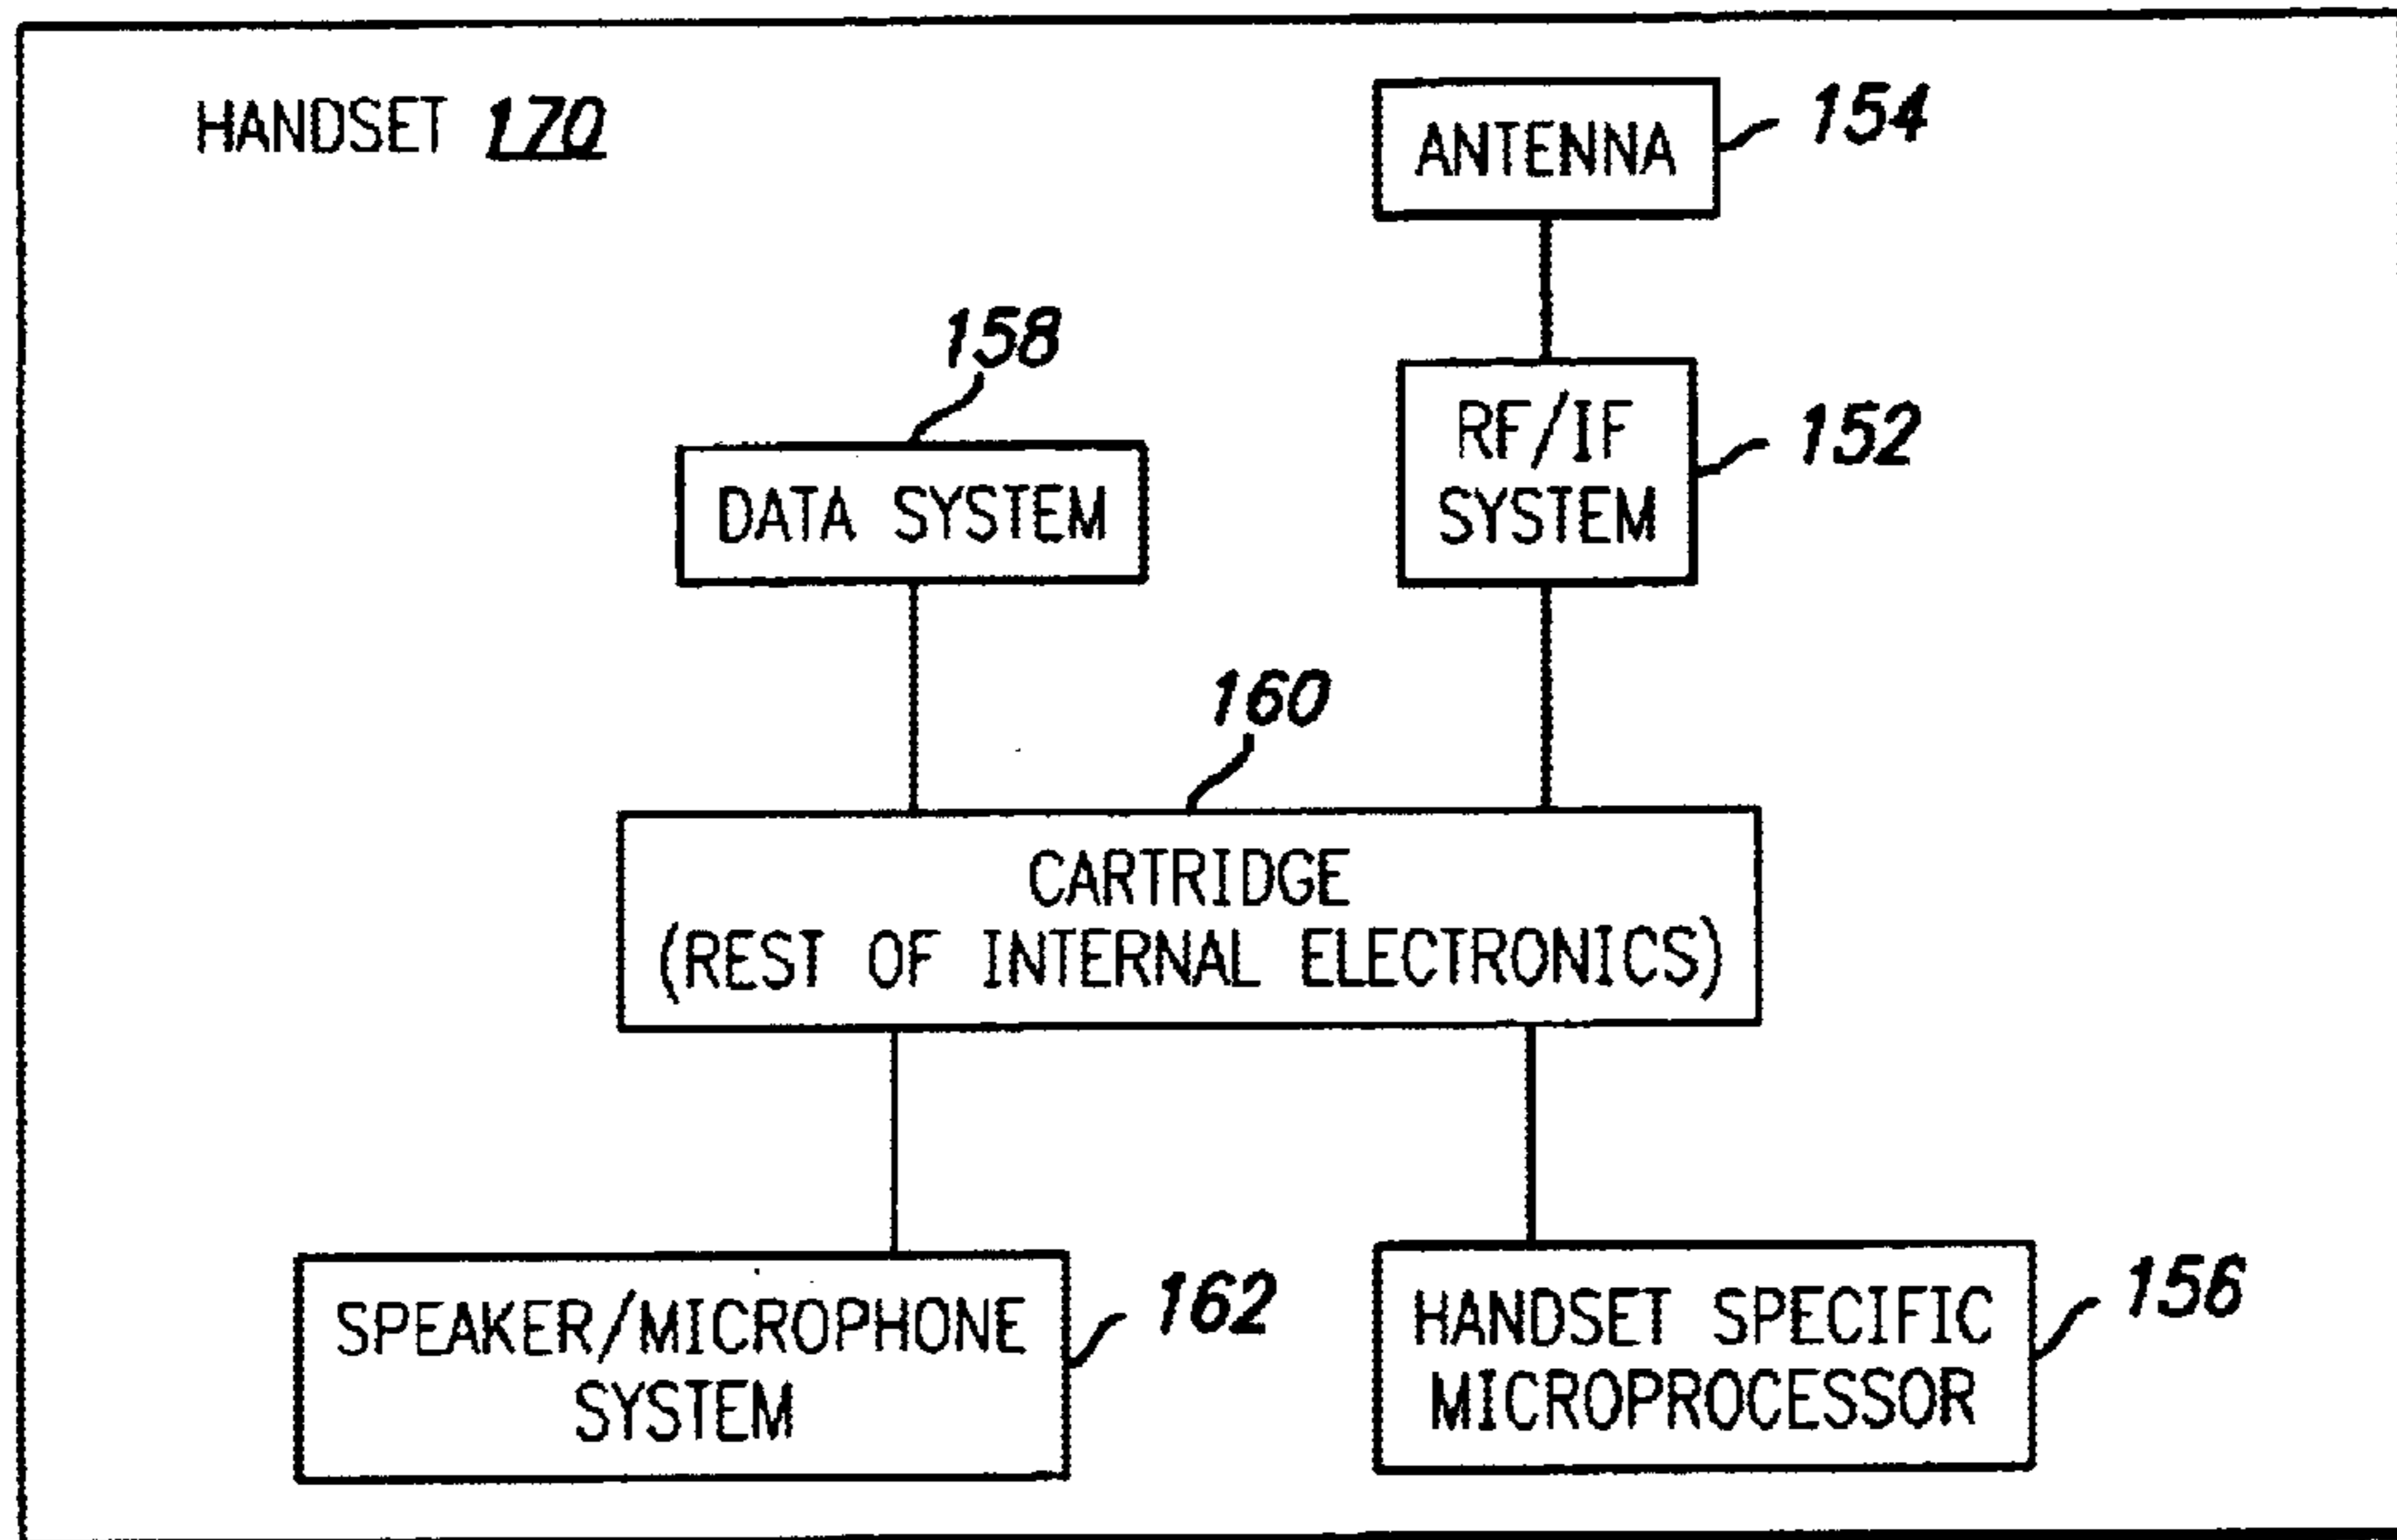 HANDSET 170
ANTENNA
154
158
DATA SYSTEM
RF/IF
SYSTEM
152
160
CARTRIDGE
(REST OF INTERNAL ELECTRONICS)
SPEAKER/MICROPHONE
SYSTEM
162
HANDSET SPECIFIC
MICROPROCESSOR
156